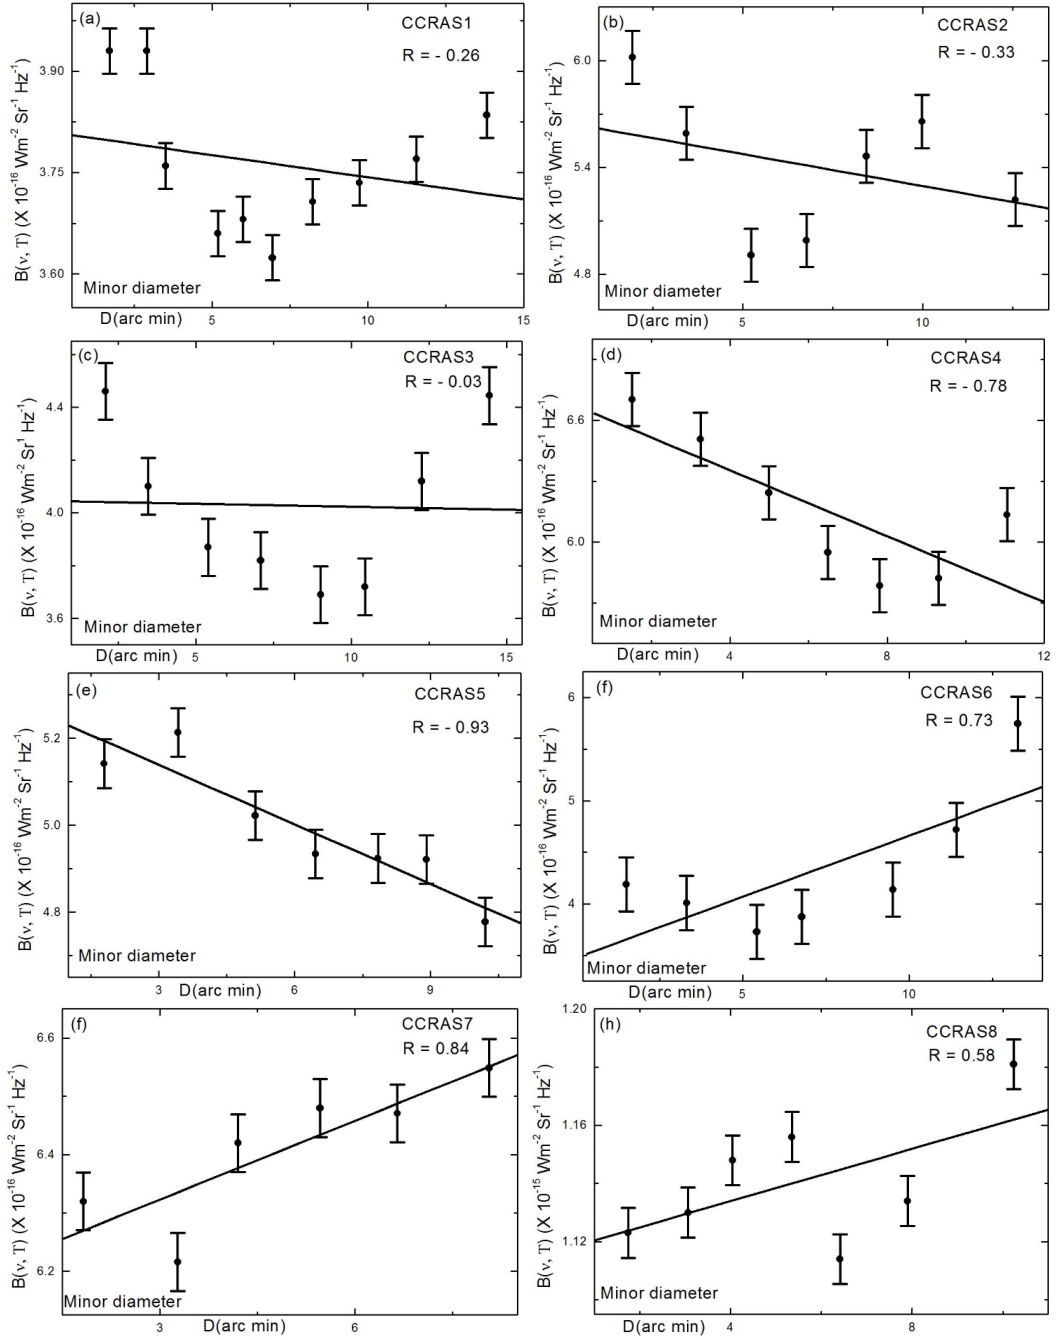 (a)
CCRAS1
R = - 0.26
B(ν, T) (X 10⁻¹⁶ Wm⁻² Sr⁻¹ Hz⁻¹)
3.90
3.75
3.60
Minor diameter
D(arc min)
5
10
15
(b)
CCRAS2
R = - 0.33
B(ν, T) (X 10⁻¹⁶ Wm⁻² Sr⁻¹ Hz⁻¹)
6.0
5.4
4.8
Minor diameter
D(arc min)
5
10
(c)
CCRAS3
R = - 0.03
B(ν, T) (X 10⁻¹⁶ Wm⁻² Sr¹ Hz⁻¹)
4.4
4.0
3.6
Minor diameter
D(arc min)
5
10
15
(d)
CCRAS4
R = - 0.78
B(ν, T) (X 10⁻¹⁶ Wm⁻² Sr⁻¹ Hz⁻¹)
6.6
6.0
Minor diameter
D(arc min)
4
8
12
(e)
CCRAS5
R = - 0.93
B(ν, T) (X 10⁻¹⁶ Wm⁻² Sr⁻¹ Hz⁻¹)
5.2
5.0
4.8
Minor diameter
D(arc min)
3
6
9
(f)
CCRAS6
R = 0.73
B(ν, T) (X 10⁻¹⁶ Wm⁻² Sr⁻¹ Hz⁻¹)
6
5
4
Minor diameter
D(arc min)
5
10
(f)
CCRAS7
R = 0.84
B(ν, T) (X 10⁻¹⁶ Wm⁻² Sr⁻¹ Hz⁻¹)
6.6
6.4
6.2
Minor diameter
D(arc min)
3
6
(h)
CCRAS8
R = 0.58
B(ν, T) (X 10⁻¹⁵ Wm⁻² Sr⁻¹ Hz⁻¹)
1.20
1.16
1.12
Minor diameter
D(arc min)
4
8